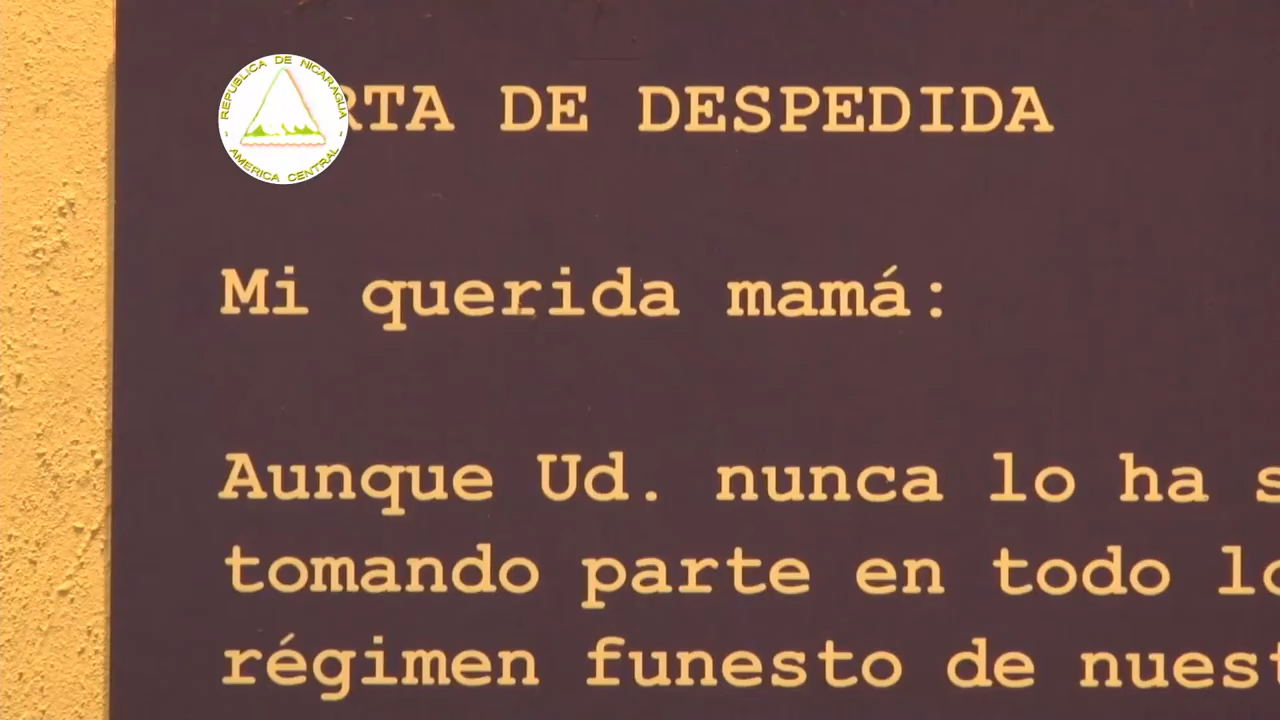 REPUBLICA DE NICARAGUA
AMERICA CENTRAL
RTA DE DESPEDIDA
Mi querida mamá:
Aunque Ud. nunca lo ha s
tomando parte en todo lo
régimen funesto de nuest